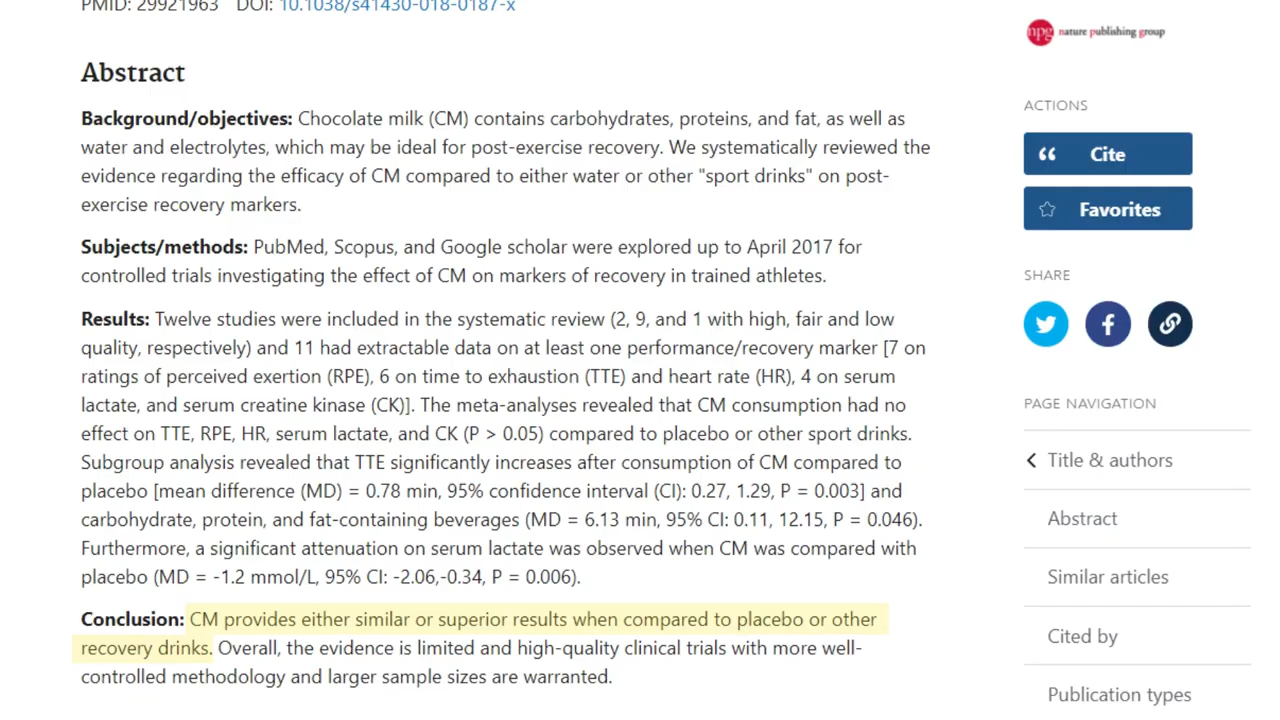 PMID: 29921963 DOI: 10.1038/s41430-018-0187-x
Abstract
Background/objectives: Chocolate milk (CM) contains carbohydrates, proteins, and fat, as well as
water and electrolytes, which may be ideal for post-exercise recovery. We systematically reviewed the
evidence regarding the efficacy of CM compared to either water or other "sport drinks" on post-
exercise recovery markers.
Subjects/methods: PubMed, Scopus, and Google scholar were explored up to April 2017 for
controlled trials investigating the effect of CM on markers of recovery in trained athletes.
Results: Twelve studies were included in the systematic review (2, 9, and 1 with high, fair and low
quality, respectively) and 11 had extractable data on at least one performance/recovery marker [7 on
ratings of perceived exertion (RPE), 6 on time to exhaustion (TTE) and heart rate (HR), 4 on serum
lactate, and serum creatine kinase (CK)]. The meta-analyses revealed that CM consumption had no
effect on TTE, RPE, HR, serum lactate, and CK (P > 0.05) compared to placebo or other sport drinks.
Subgroup analysis revealed that TTE significantly increases after consumption of CM compared to
placebo [mean difference (MD) = 0.78 min, 95% confidence interval (CI): 0.27, 1.29, P = 0.003] and
carbohydrate, protein, and fat-containing beverages (MD = 6.13 min, 95% CI: 0.11, 12.15, P = 0.046).
Furthermore, a significant attenuation on serum lactate was observed when CM was compared with
placebo (MD = -1.2 mmol/L, 95% CI: -2.06,-0.34, P = 0.006).
Conclusion: CM provides either similar or superior results when compared to placebo or other
recovery drinks. Overall, the evidence is limited and high-quality clinical trials with more well-
controlled methodology and larger sample sizes are warranted.
npg nature publishing group
ACTIONS
Cite
Favorites
SHARE
PAGE NAVIGATION
Title & authors
Abstract
Similar articles
Cited by
Publication types